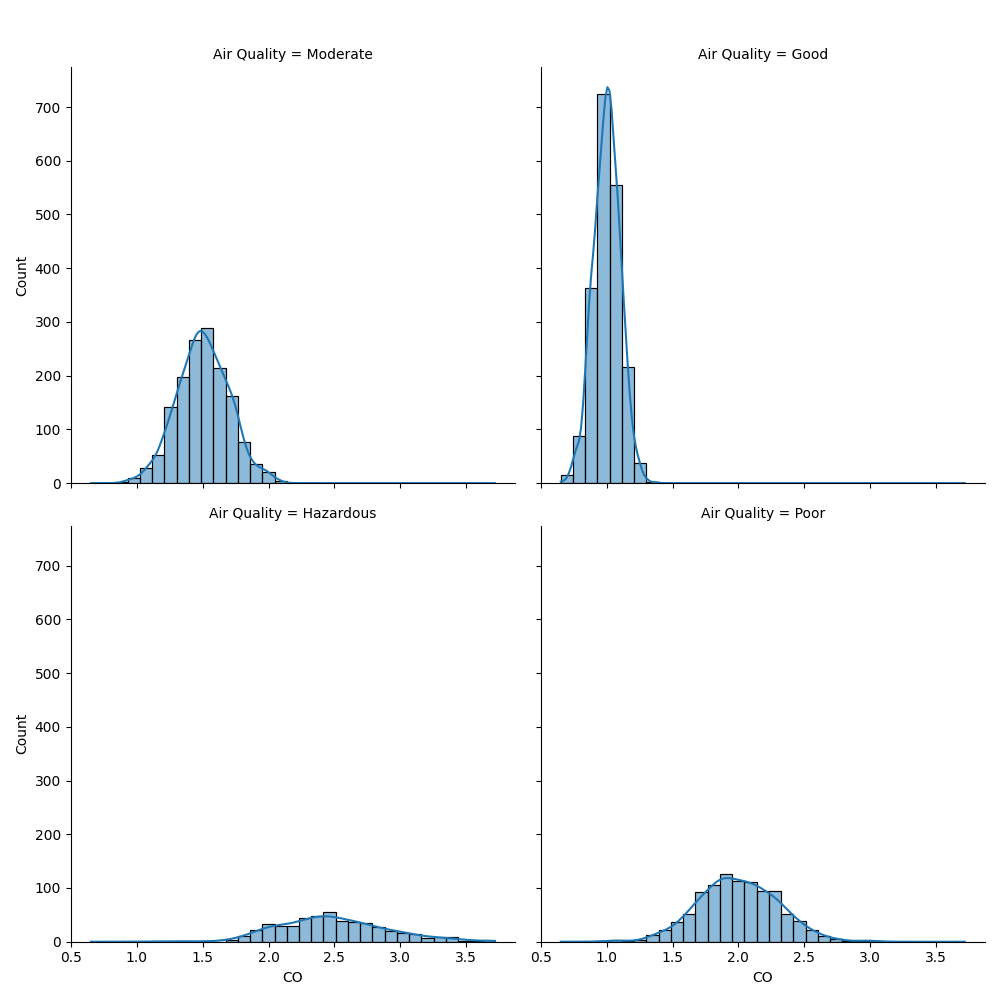 Air Quality = Moderate
Air Quality = Good
700
600
500
400
300
200
100
0
Count
Air Quality = Hazardous
Air Quality = Poor
700
600
500
400
300
200
100
0
Count
0.5 1.0 1.5 2.0 2.5 3.0 3.5
CO
0.5 1.0 1.5 2.0 2.5 3.0 3.5
CO